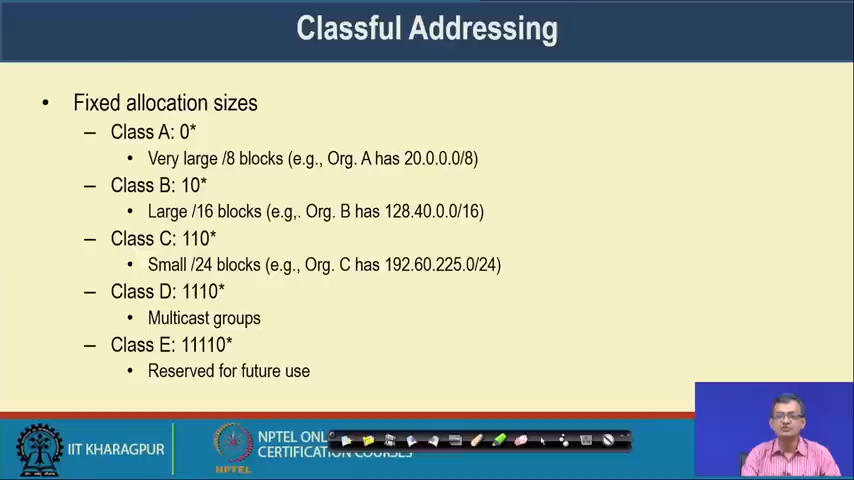 Classful Addressing
• Fixed allocation sizes
– Class A: 0*
• Very large /8 blocks (e.g., Org. A has 20.0.0.0/8)
– Class B: 10*
• Large /16 blocks (e.g,. Org. B has 128.40.0.0/16)
– Class C: 110*
• Small /24 blocks (e.g., Org. C has 192.60.225.0/24)
– Class D: 1110*
• Multicast groups
– Class E: 11110*
• Reserved for future use
IIT KHARAGPUR
NPTEL
NPTEL ONL
CERTIFICATION COURSES